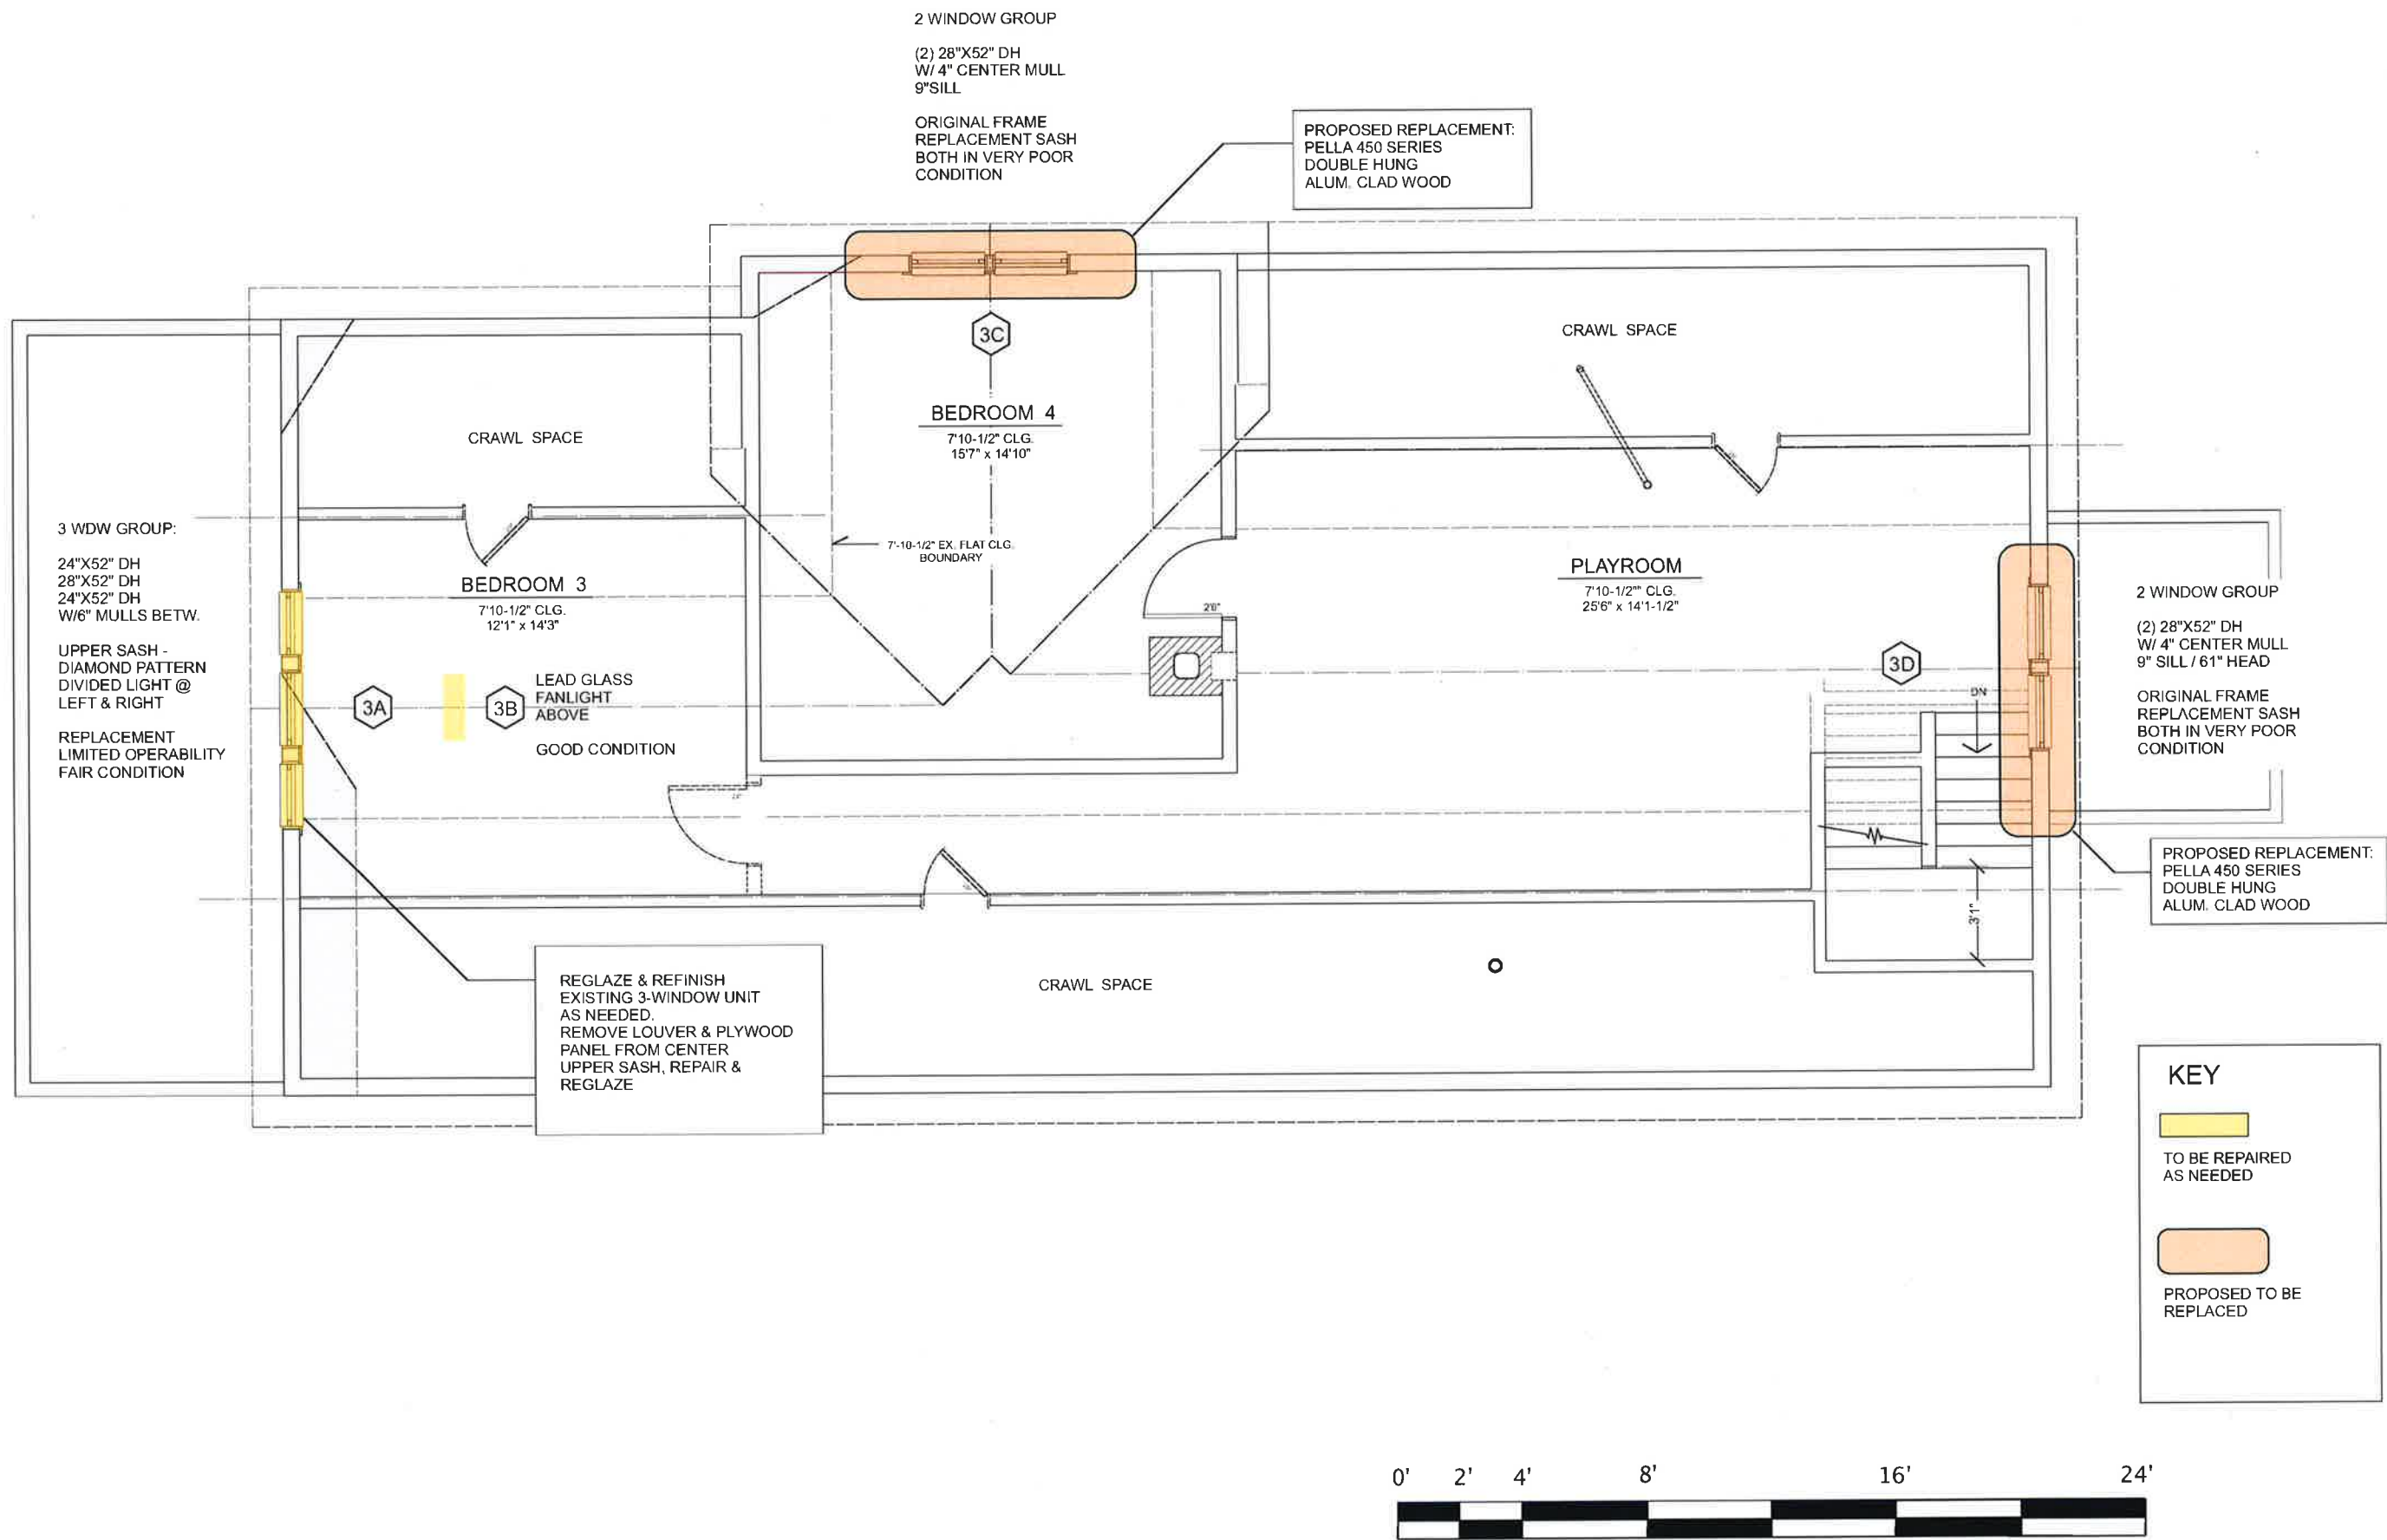 2 WINDOW GROUP
(2) 28"X52" DH
W/ 4" CENTER MULL
9"SILL
ORIGINAL FRAME
REPLACEMENT SASH
BOTH IN VERY POOR
CONDITION
PROPOSED REPLACEMENT:
PELLA 450 SERIES
DOUBLE HUNG
ALUM. CLAD WOOD
3C
CRAWL SPACE
BEDROOM 4
7'10-1/2" CLG.
15'7" x 14'10"
CRAWL SPACE
3 WDW GROUP:
24"X52" DH
28"X52" DH
24"X52" DH
W/6" MULLS BETW.
UPPER SASH -
DIAMOND PATTERN
DIVIDED LIGHT @
LEFT & RIGHT
REPLACEMENT
LIMITED OPERABILITY
FAIR CONDITION
7'-10-1/2" EX. FLAT CLG.
BOUNDARY
BEDROOM 3
7'10-1/2" CLG.
12'1" x 14'3"
3A
3B
LEAD GLASS
FANLIGHT
ABOVE
GOOD CONDITION
2'6"
PLAYROOM
7'10-1/2"" CLG.
25'6" x 14'1-1/2"
3D
DN
2 WINDOW GROUP
(2) 28"X52" DH
W/ 4" CENTER MULL
9" SILL / 61" HEAD
ORIGINAL FRAME
REPLACEMENT SASH
BOTH IN VERY POOR
CONDITION
PROPOSED REPLACEMENT:
PELLA 450 SERIES
DOUBLE HUNG
ALUM. CLAD WOOD
3'1"
REGLAZE & REFINISH
EXISTING 3-WINDOW UNIT
AS NEEDED.
REMOVE LOUVER & PLYWOOD
PANEL FROM CENTER
UPPER SASH, REPAIR &
REGLAZE
CRAWL SPACE
KEY
TO BE REPAIRED
AS NEEDED
PROPOSED TO BE
REPLACED
0' 2' 4' 8' 16' 24'